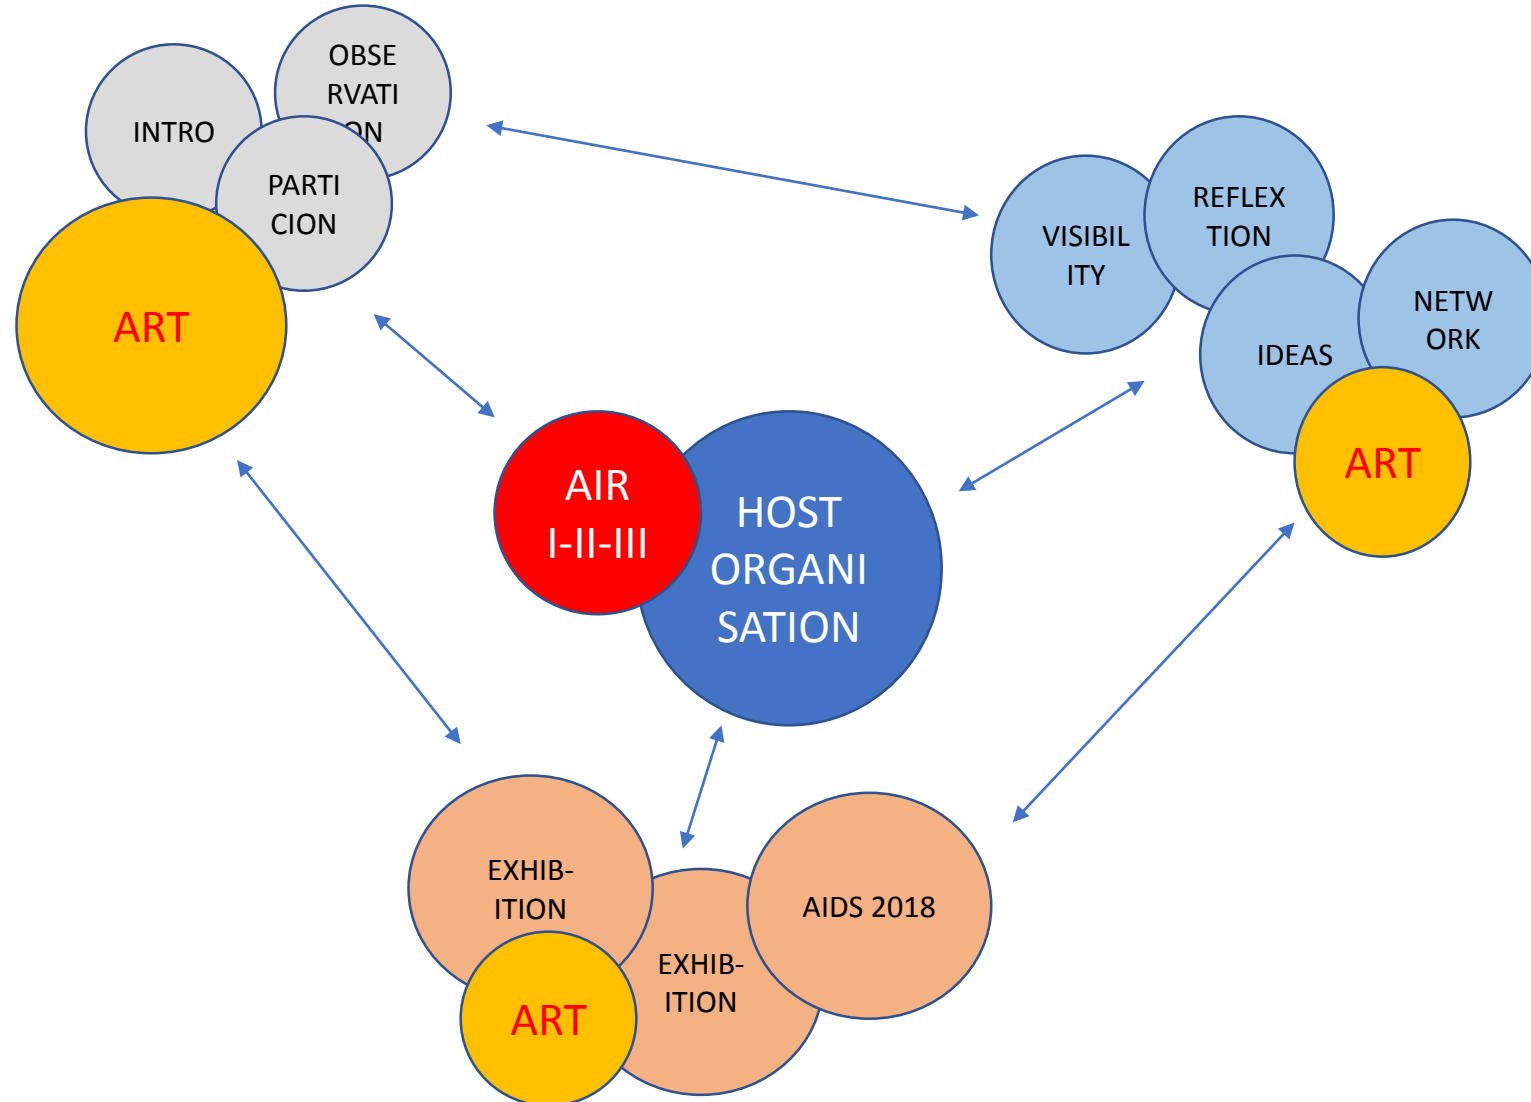 OBSE
RVATI
ON
INTRO
PARTI
CION
ART
VISIBIL
ITY
REFLEX
TION
IDEAS
NETW
ORK
ART
AIR
I-II-III
HOST
ORGANI
SATION
EXHIB-
ITION
ART
EXHIB-
ITION
AIDS 2018